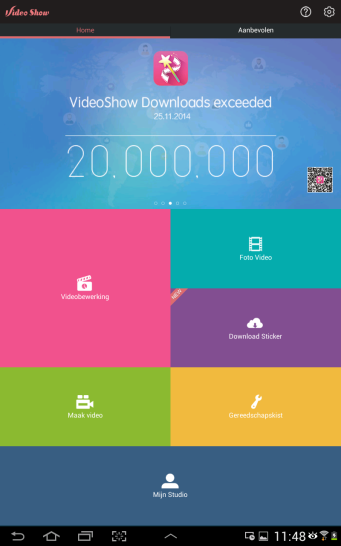 Video Show
Home
Aanbevolen
VideoShow Downloads exceeded
25.11.2014
20.000.000
Videobewerking
Foto Video
NEW
Download Sticker
Maak video
Gereedschapskist
Mijn Studio
11:48